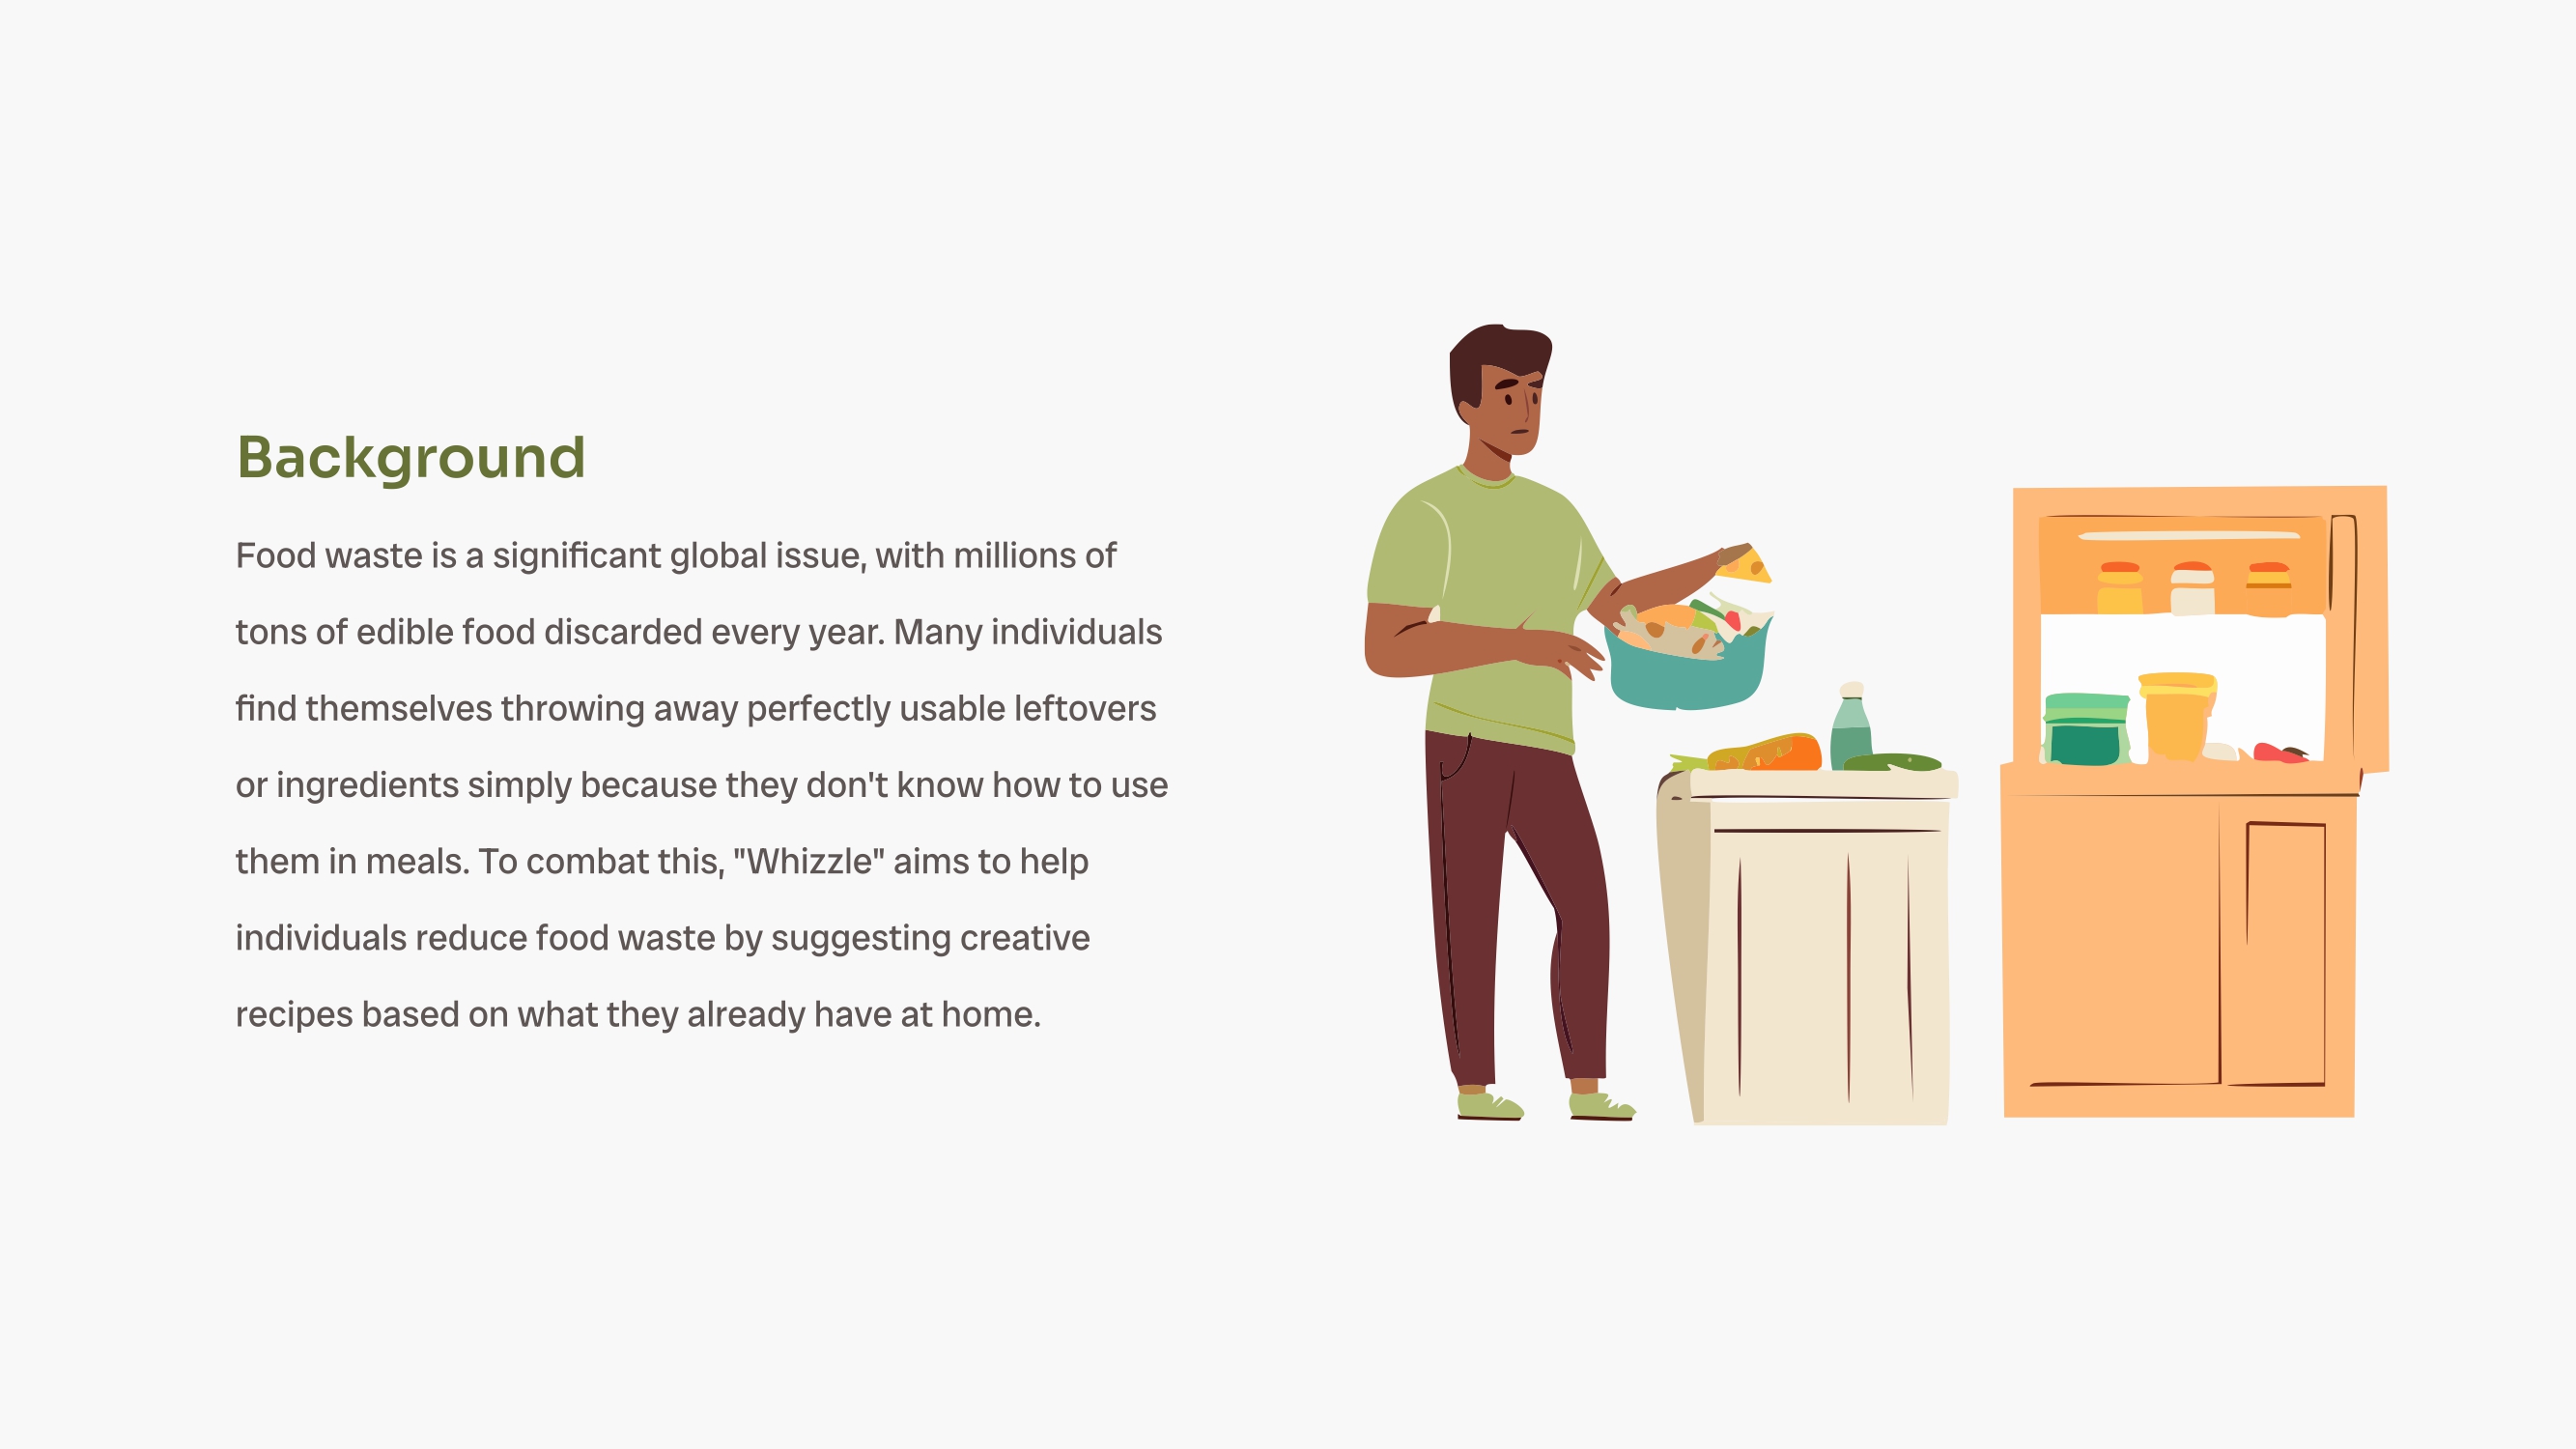 Background
Food waste is a significant global issue, with millions of
tons of edible food discarded every year. Many individuals
find themselves throwing away perfectly usable leftovers
or ingredients simply because they don't know how to use
them in meals. To combat this, "Whizzle" aims to help
individuals reduce food waste by suggesting creative
recipes based on what they already have at home.